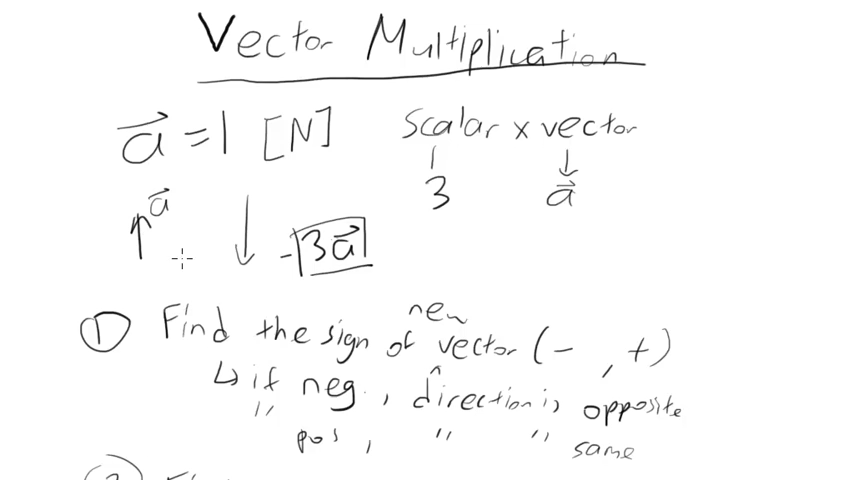 Vector Multiplication
a⃗ = 1 [N] scalar x vector
3 a⃗
a⃗
- 3a⃗
① Find the sign of new vector (- , +)
↳ if neg., direction is opposite
" pos , " " same
②